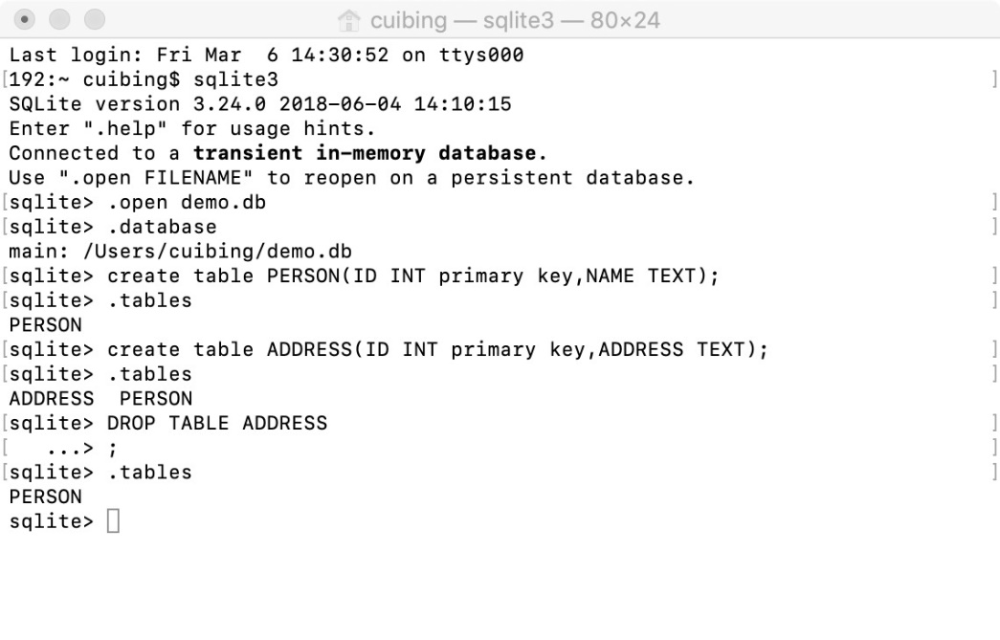 cuibing — sqlite3 — 80×24
Last login: Fri Mar  6 14:30:52 on ttys000
[192:~ cuibing$ sqlite3 ]
SQLite version 3.24.0 2018-06-04 14:10:15
Enter ".help" for usage hints.
Connected to a transient in-memory database.
Use ".open FILENAME" to reopen on a persistent database.
[sqlite> .open demo.db ]
[sqlite> .database ]
main: /Users/cuibing/demo.db
[sqlite> create table PERSON(ID INT primary key,NAME TEXT); ]
[sqlite> .tables ]
PERSON
[sqlite> create table ADDRESS(ID INT primary key,ADDRESS TEXT); ]
[sqlite> .tables ]
ADDRESS  PERSON
[sqlite> DROP TABLE ADDRESS ]
[   ...> ; ]
[sqlite> .tables ]
PERSON
sqlite>